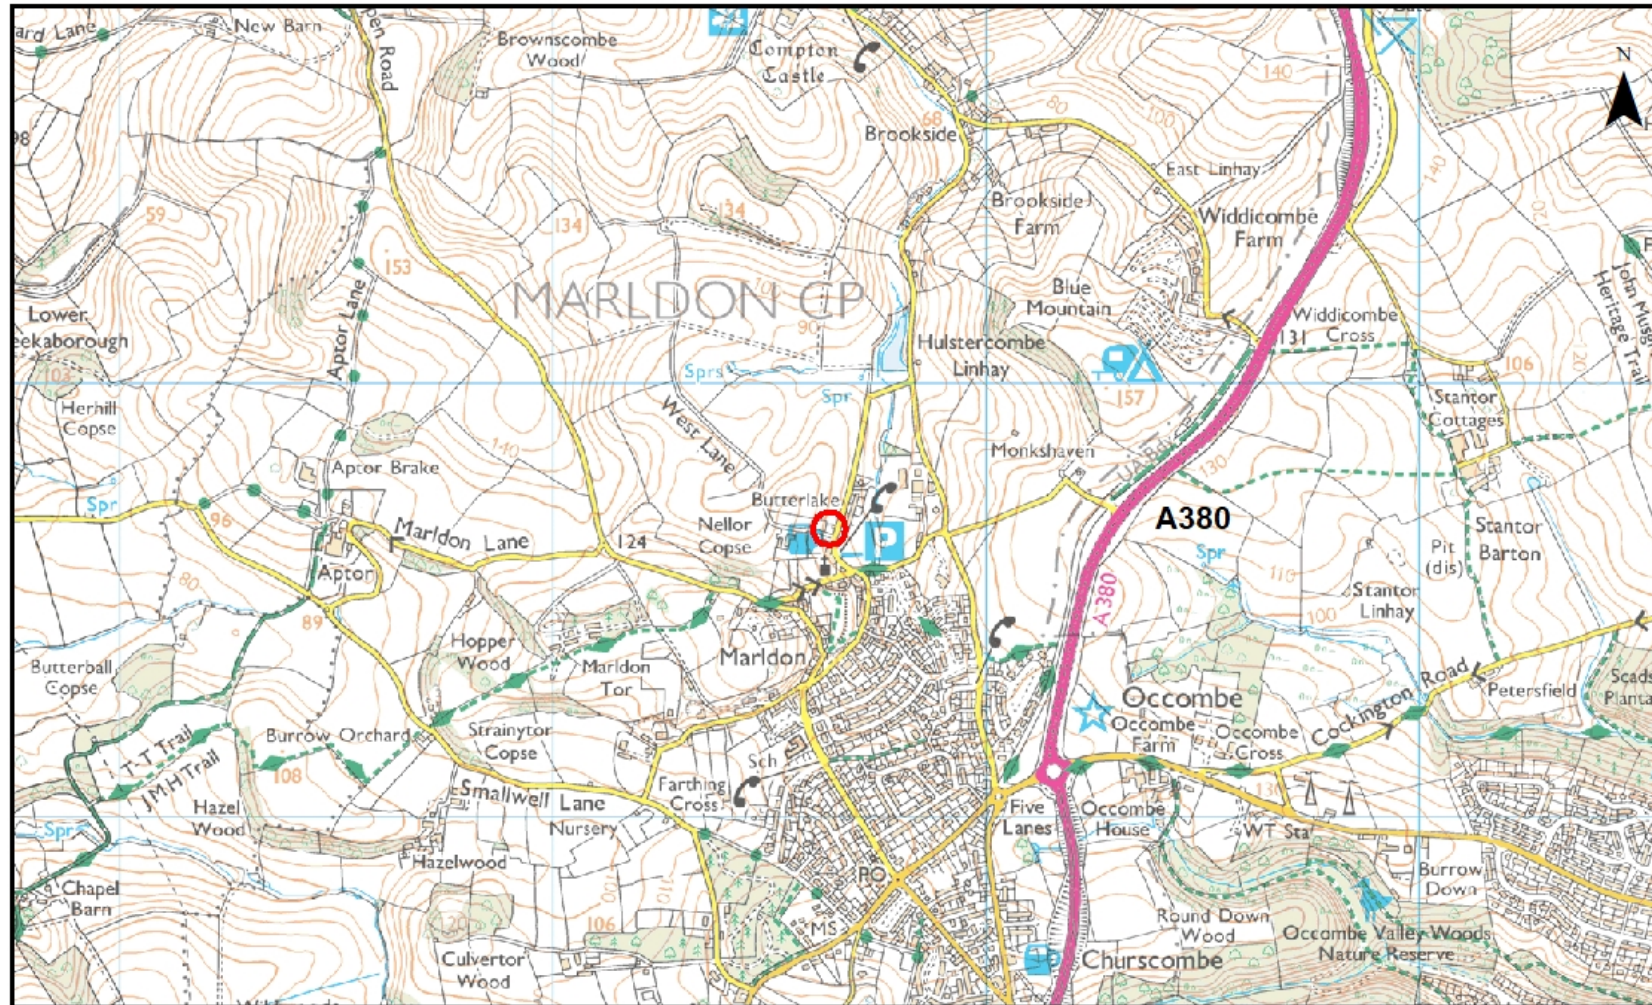 New Barn
Brownscombe
Wood
Compton
Castle
N
Road
140
80
100
68
Brookside
98
East Linhay
140
59
134
134
Brookside
Farm
Widdicombe
Farm
20
153
MARLDON CP
Blue
Mountain
John Musgrave
Heritage Trail
Lower
Aptor Lane
90
Hulstercombe
Linhay
131
Widdicombe
Cross
103
Sprs
106
Herhill
Copse
Spr
157
Stantor
Cottages
West Lane
140
Monkshaven
130
Aptor Brake
Spr
Butterlake
A380
96
Marldon Lane
Nellor
Copse
P
124
Spr
Pit
(dis)
Stantor
Barton
Aptor
80
110
A380
Stantor
Linhay
100
89
Hopper
Wood
Butterball
Copse
Marldon
Tor
Marldon
Cockington Road
Petersfield
Occombe
Occombe
Farm
Occombe
Cross
T T Trail
J M H Trail
Burrow Orchard
Strainytor
Copse
108
Sch
Farthing
Cross
Smallwell Lane
Hazel
Wood
Nursery
Five
Lanes
Occombe
House
WT Sta
Spr
Hazelwood
PO
Burrow
Down
Chapel
Barn
120
106
MS
Round Down
Wood
Occombe Valley Woods
Nature Reserve
Culvertor
Wood
Churscombe